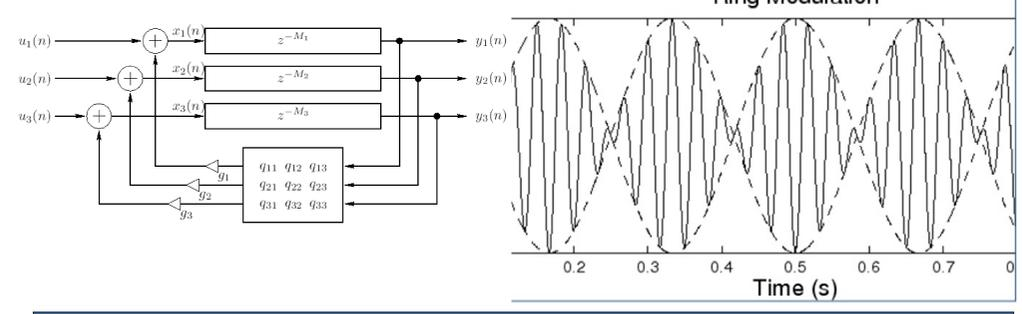 Ring Modulation
u₁(n) + x₁(n) z^{-M₁} y₁(n)
u₂(n) + x₂(n) z^{-M₂} y₂(n)
u₃(n) + x₃(n) z^{-M₃} y₃(n)
q₁₁ q₁₂ q₁₃
g₁
q₂₁ q₂₂ q₂₃
g₂
q₃₁ q₃₂ q₃₃
g₃
0.2 0.3 0.4 0.5 0.6 0.7 0
Time (s)